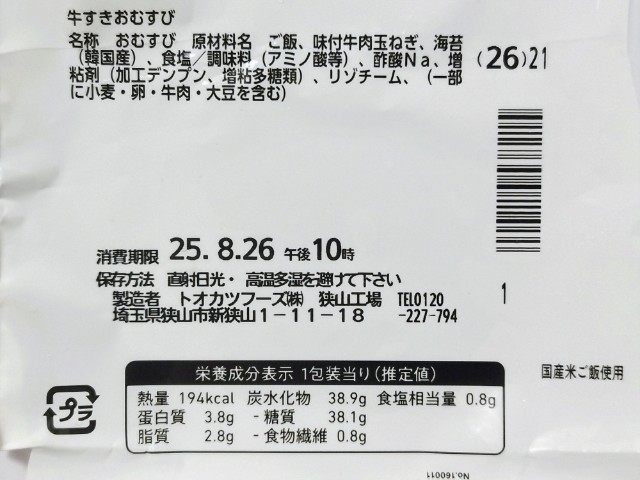 牛すきおむすび
名称 おむすび 原材料名 ご飯、味付牛肉玉ねぎ、海苔
(韓国産)、食塩/調味料(アミノ酸等)、酢酸Na、増
粘剤(加工デンプン、増粘多糖類)、リゾチーム、(一部
に小麦・卵・牛肉・大豆を含む)
(26)21
消費期限 25. 8.26 午後10時
保存方法 直射日光・高温多湿を避けて下さい
製造者 トオカツフーズ㈱ 狭山工場 TEL0120
埼玉県狭山市新狭山1-11-18 -227-794
1
栄養成分表示 1包装当り(推定値)
熱量 194kcal 炭水化物 38.9g 食塩相当量 0.8g
蛋白質 3.8g -糖質 38.1g
脂質 2.8g -食物繊維 0.8g
国産米ご飯使用
プラ
No.160011